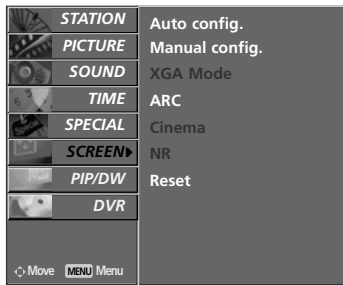 STATION
PICTURE
SOUND
TIME
SPECIAL
SCREEN
PIP/DW
DVR
Move MENU Menu
Auto config.
Manual config.
XGA Mode
ARC
Cinema
NR
Reset